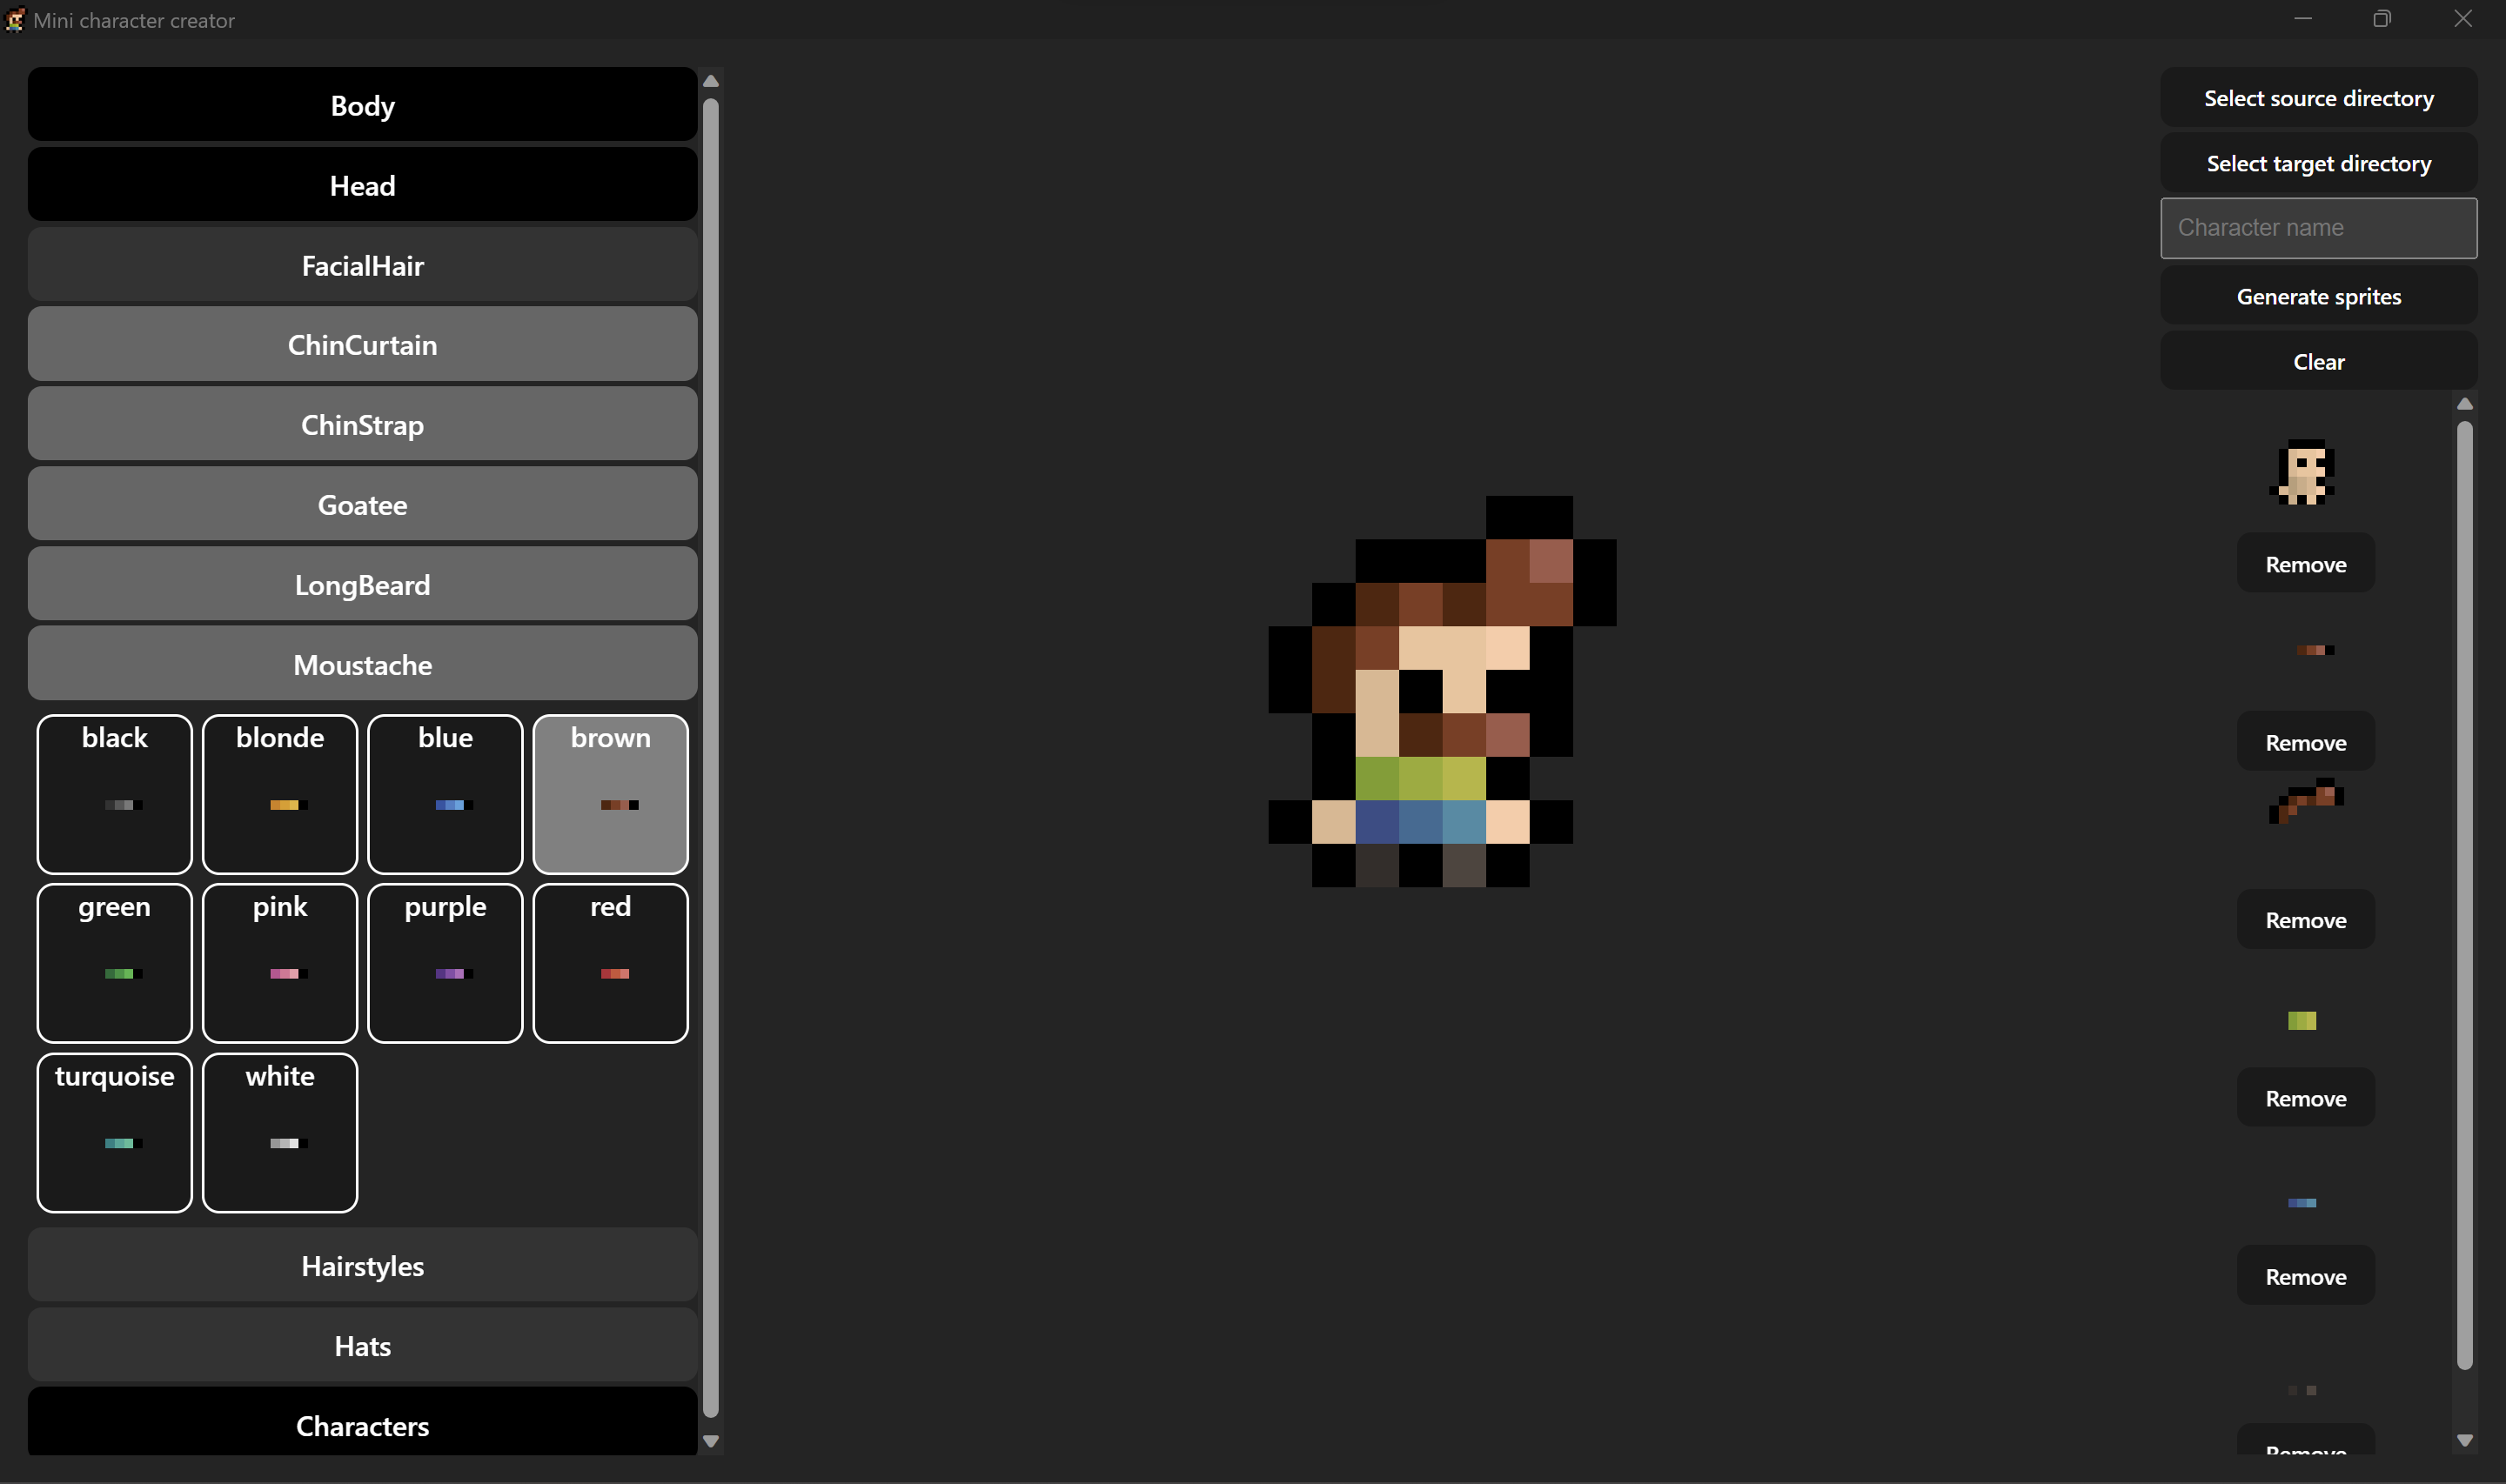 Mini character creator
Body
Head
FacialHair
ChinCurtain
ChinStrap
Goatee
LongBeard
Moustache
black
blonde
blue
brown
green
pink
purple
red
turquoise
white
Hairstyles
Hats
Characters
Select source directory
Select target directory
Character name
Generate sprites
Clear
Remove
Remove
Remove
Remove
Remove
Remove